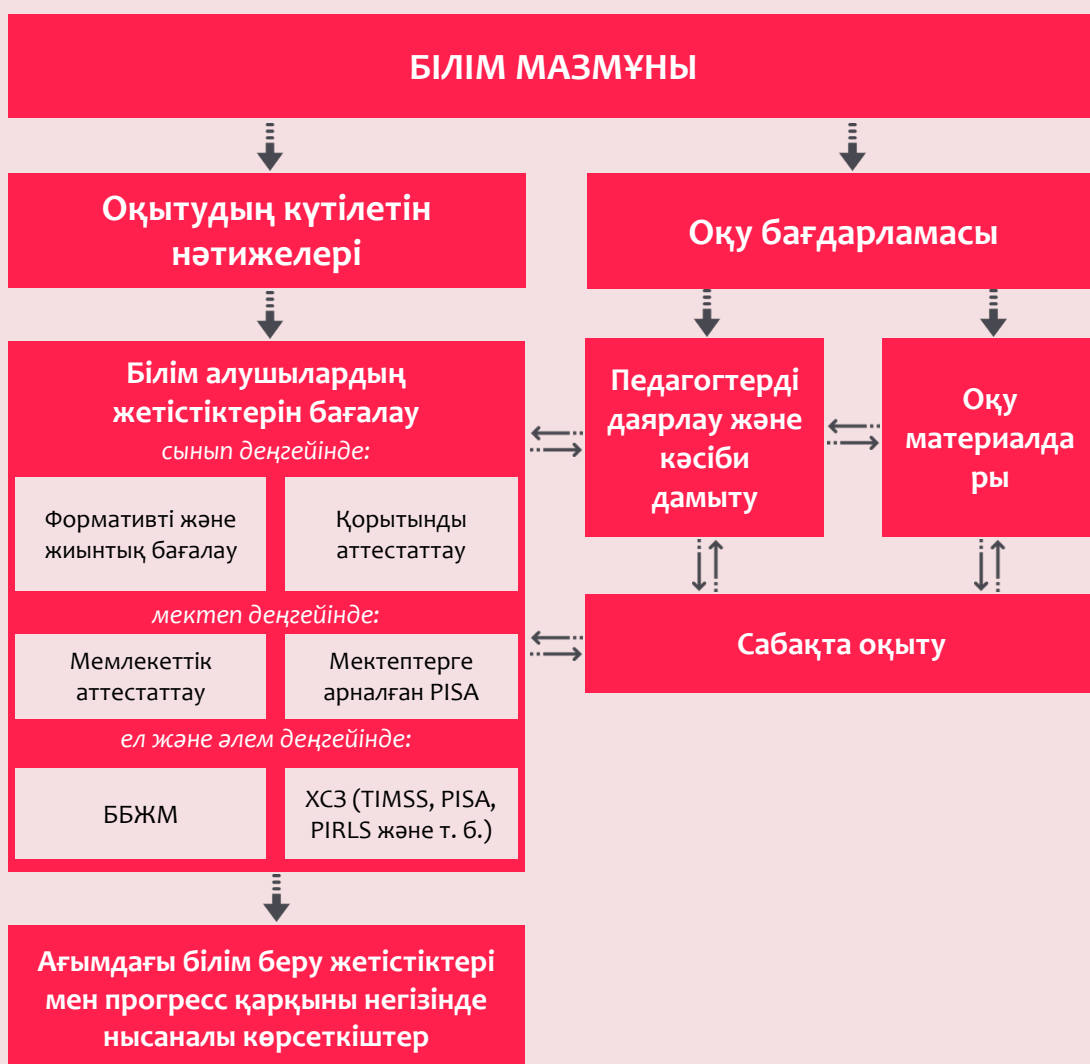 БІЛІМ МАЗМҰНЫ
Оқытудың күтілетін
нәтижелері
Оқу бағдарламасы
Білім алушылардың
жетістіктерін бағалау
сынып деңгейінде:
Формативті және
жиынтық бағалау
Қорытынды
аттестаттау
мектеп деңгейінде:
Мемлекеттік
аттестаттау
Мектептерге
арналған PISA
ел және әлем деңгейінде:
ББЖМ
ХСЗ (TIMSS, PISA,
PIRLS және т. б.)
Педагогтерді
даярлау және
кәсіби
дамыту
Оқу
материалда
ры
Сабақта оқыту
Ағымдағы білім беру жетістіктері
мен прогресс қарқыны негізінде
нысаналы көрсеткіштер